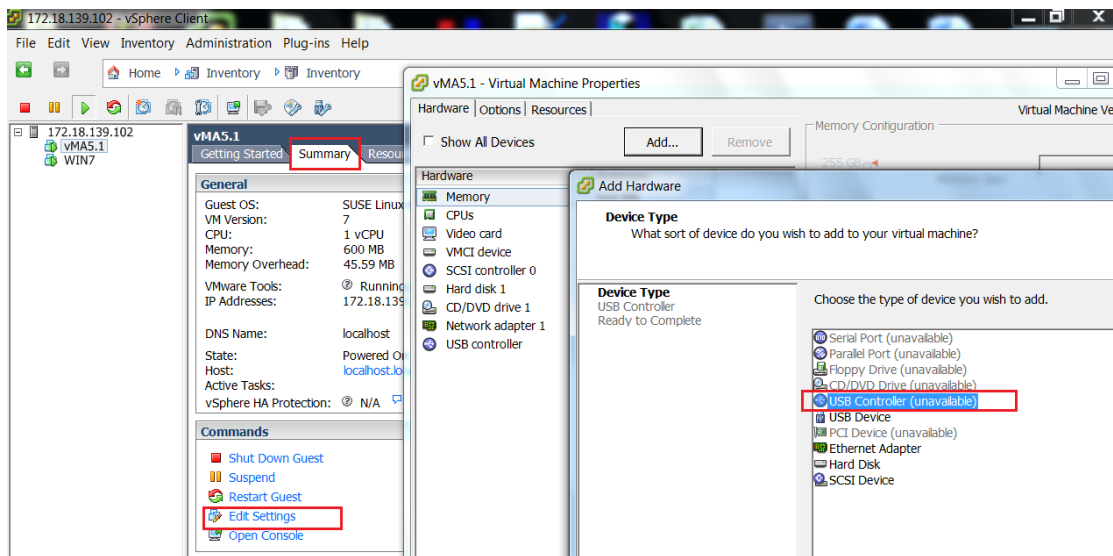 172.18.139.102 - vSphere Client
File Edit View Inventory Administration Plug-ins Help
Home Inventory Inventory
172.18.139.102
vMA5.1
WIN7
vMA5.1
Getting Started Summary
General
Guest OS: SUSE Linux
VM Version: 7
CPU: 1 vCPU
Memory: 600 MB
Memory Overhead: 45.59 MB
VMware Tools: Running
IP Addresses: 172.18.139
DNS Name: localhost
State: Powered
Host: localhost.lo
Active Tasks:
vSphere HA Protection: N/A
Commands
Shut Down Guest
Suspend
Restart Guest
Edit Settings
Open Console
vMA5.1 - Virtual Machine Properties
Hardware Options Resources
Virtual Machine Ve
Show All Devices
Add... Remove
Memory Configuration
255 GB
Hardware
Memory
CPUs
Video card
VMCI device
SCSI controller 0
Hard disk 1
CD/DVD drive 1
Network adapter 1
USB controller
Add Hardware
Device Type
What sort of device do you wish to add to your virtual machine?
Device Type
USB Controller
Ready to Complete
Choose the type of device you wish to add.
Serial Port (unavailable)
Parallel Port (unavailable)
Floppy Drive (unavailable)
CD/DVD Drive (unavailable)
USB Controller (unavailable)
USB Device
PCI Device (unavailable)
Ethernet Adapter
Hard Disk
SCSI Device